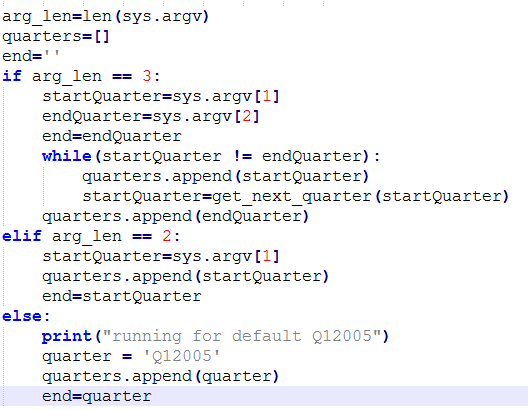 arg_len=len(sys.argv)
quarters=[]
end=''
if arg_len == 3:
    startQuarter=sys.argv[1]
    endQuarter=sys.argv[2]
    end=endQuarter
    while(startQuarter != endQuarter):
        quarters.append(startQuarter)
        startQuarter=get_next_quarter(startQuarter)
    quarters.append(endQuarter)
elif arg_len == 2:
    startQuarter=sys.argv[1]
    quarters.append(startQuarter)
    end=startQuarter
else:
    print("running for default Q12005")
    quarter = 'Q12005'
    quarters.append(quarter)
    end=quarter